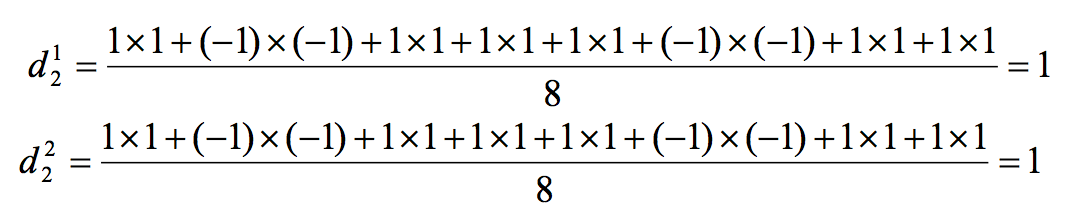 d_2^1 = \frac{1×1+(−1)×(−1)+1×1+1×1+1×1+(−1)×(−1)+1×1+1×1}{8} = 1
d_2^2 = \frac{1×1+(−1)×(−1)+1×1+1×1+1×1+(−1)×(−1)+1×1+1×1}{8} = 1